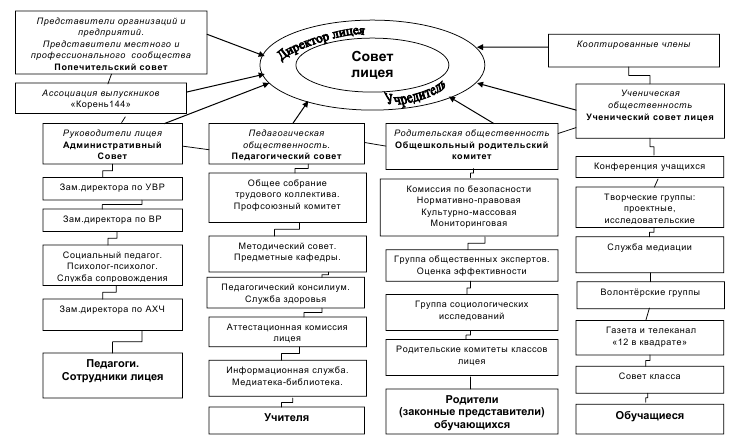 Представители организаций и
предприятий.
Представители местного и
профессионального сообщества
Попечительский совет
Ассоциация выпускников
«Корень144»
Директор лицея
Совет
лицея
Учредитель
Кооптированные члены
Ученическая
общественность
Ученический совет лицея
Руководители лицея
Административный
Совет
Зам.директора по УВР
Зам.директора по ВР
Социальный педагог.
Психолог-психолог.
Служба сопровождения
Зам.директора по АХЧ
Педагоги.
Сотрудники лицея
Педагогическая
общественность.
Педагогический совет
Общее собрание
трудового коллектива.
Профсоюзный комитет
Методический совет.
Предметные кафедры.
Педагогический консилиум.
Служба здоровья
Аттестационная комиссия
лицея
Информационная служба.
Медиатека-библиотека.
Учителя
Родительская общественность
Общешкольный родительский
комитет
Комиссия по безопасности
Нормативно-правовая
Культурно-массовая
Мониторинговая
Группа общественных экспертов.
Оценка эффективности
Группа социологических
исследований
Родительские комитеты классов
лицея
Родители
(законные представители)
обучающихся
Конференция учащихся
Творческие группы:
проектные,
исследовательские
Служба медиации
Волонтёрские группы
Газета и телеканал
«12 в квадрате»
Совет класса
Обучащиеся